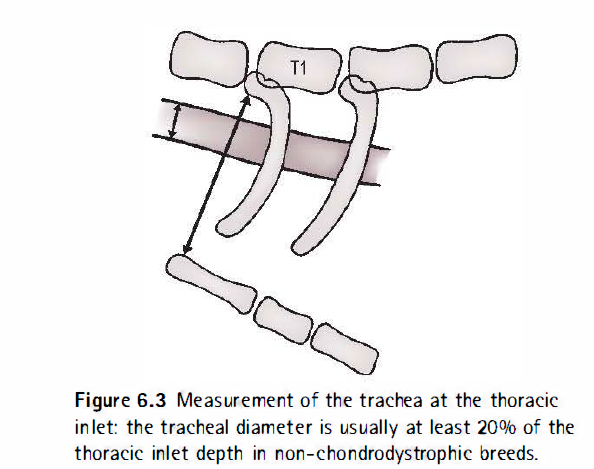 T1
Figure 6.3 Measurement of the trachea at the thoracic
inlet: the tracheal diameter is usually at least 20% of the
thoracic inlet depth in non-chondrodystrophic breeds.